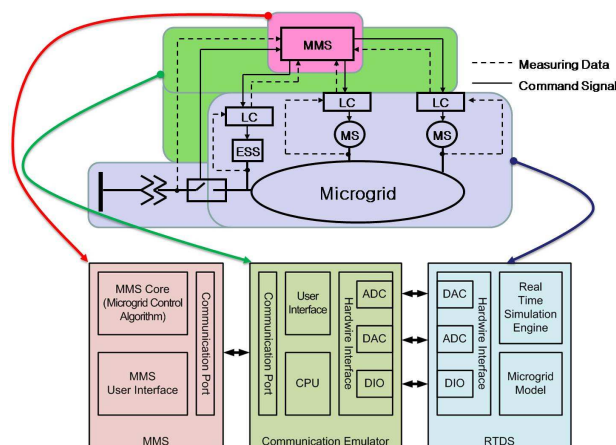 MMS
Measuring Data
Command Signal
LC
LC
LC
ESS
MS
MS
Microgrid
MMS Core
(Microgrid Control
Algorithm)
MMS
User Interface
Communication Port
MMS
Communication Port
User
Interface
CPU
Hardwire Interface
ADC
DAC
DIO
Communication Emulator
DAC
ADC
DIO
Hardwire Interface
Real
Time
Simulation
Engine
Microgrid
Model
RTDS